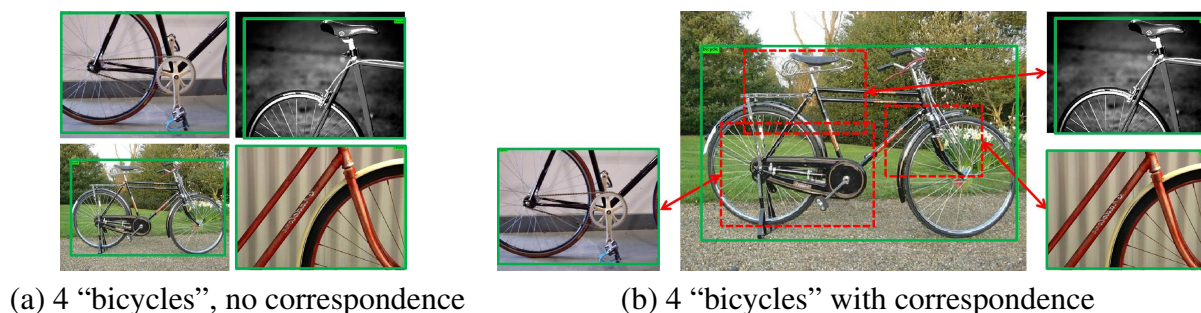 bicycle
(a) 4 “bicycles”, no correspondence
(b) 4 “bicycles” with correspondence